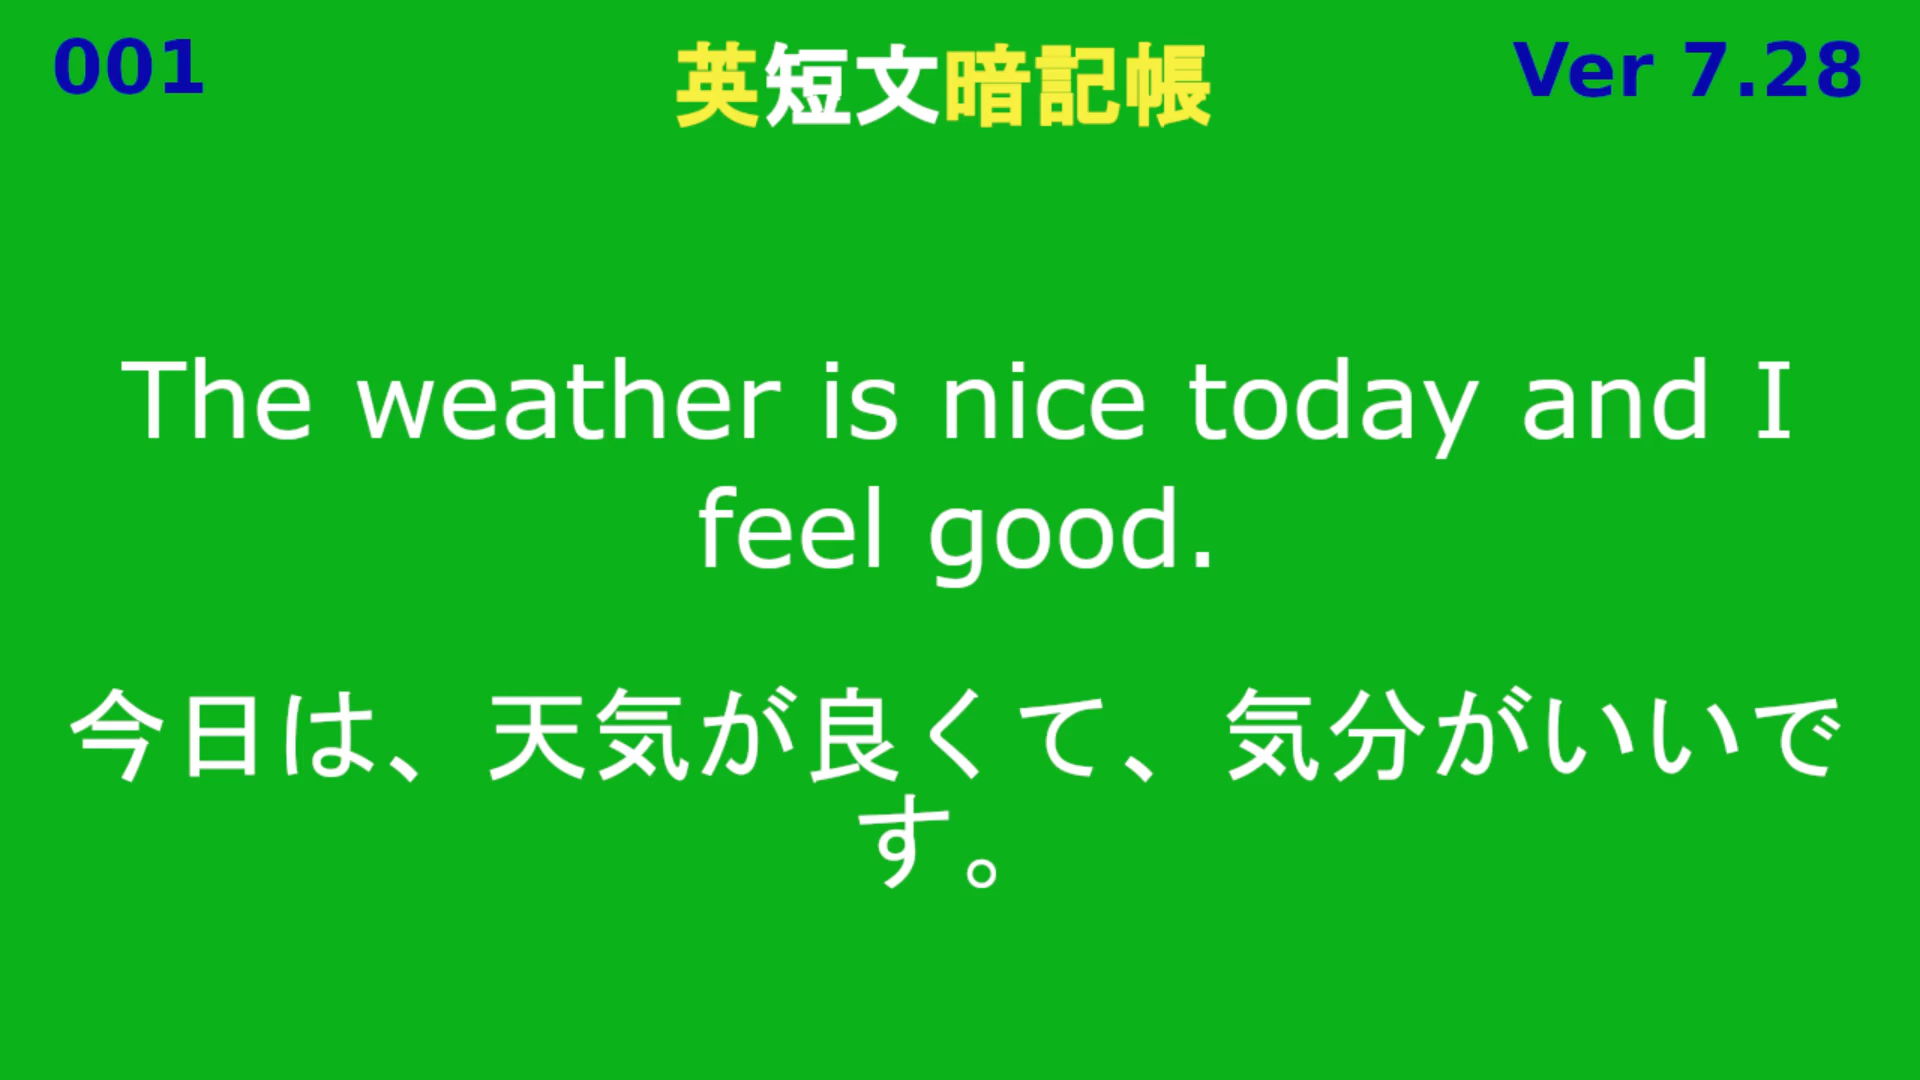 001
英短文暗記帳
Ver 7.28
The weather is nice today and I
feel good.
今日は、天気が良くて、気分がいいで
す。